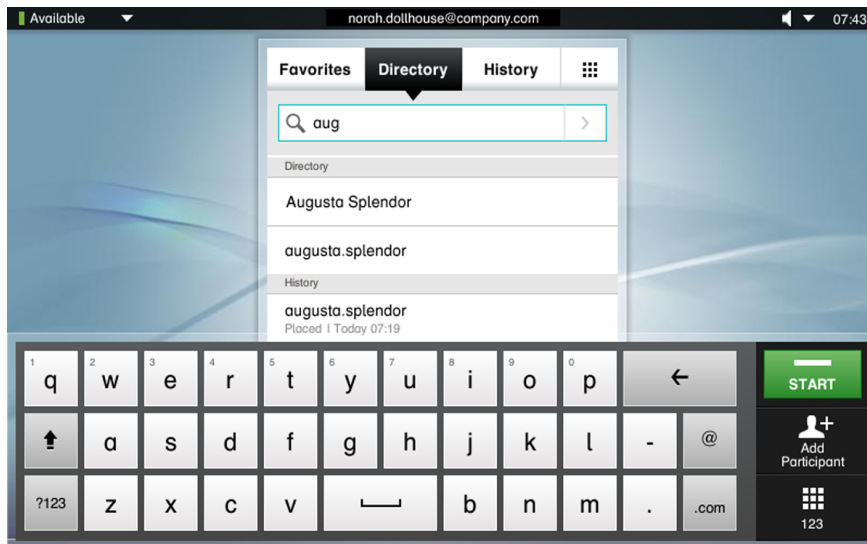 Available
norah.dollhouse@company.com
07:43
Favorites Directory History
aug
Directory
Augusta Splendor
augusta.splendor
History
augusta.splendor
Placed | Today 07:19
1 q 2 w 3 e 4 r 5 t 6 y 7 u 8 i 9 o 0 p
START
a s d f g h j k l - @
Add
Participant
?123 z x c v b n m . .com
123